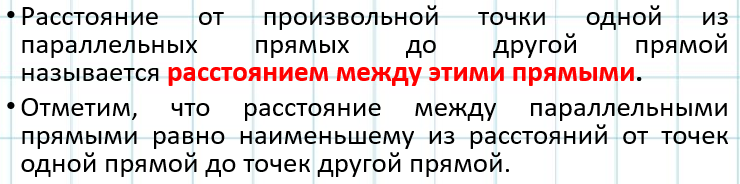 • Расстояние от произвольной точки одной из
параллельных прямых до другой прямой
называется расстоянием между этими прямыми.
• Отметим, что расстояние между параллельными
прямыми равно наименьшему из расстояний от точек
одной прямой до точек другой прямой.